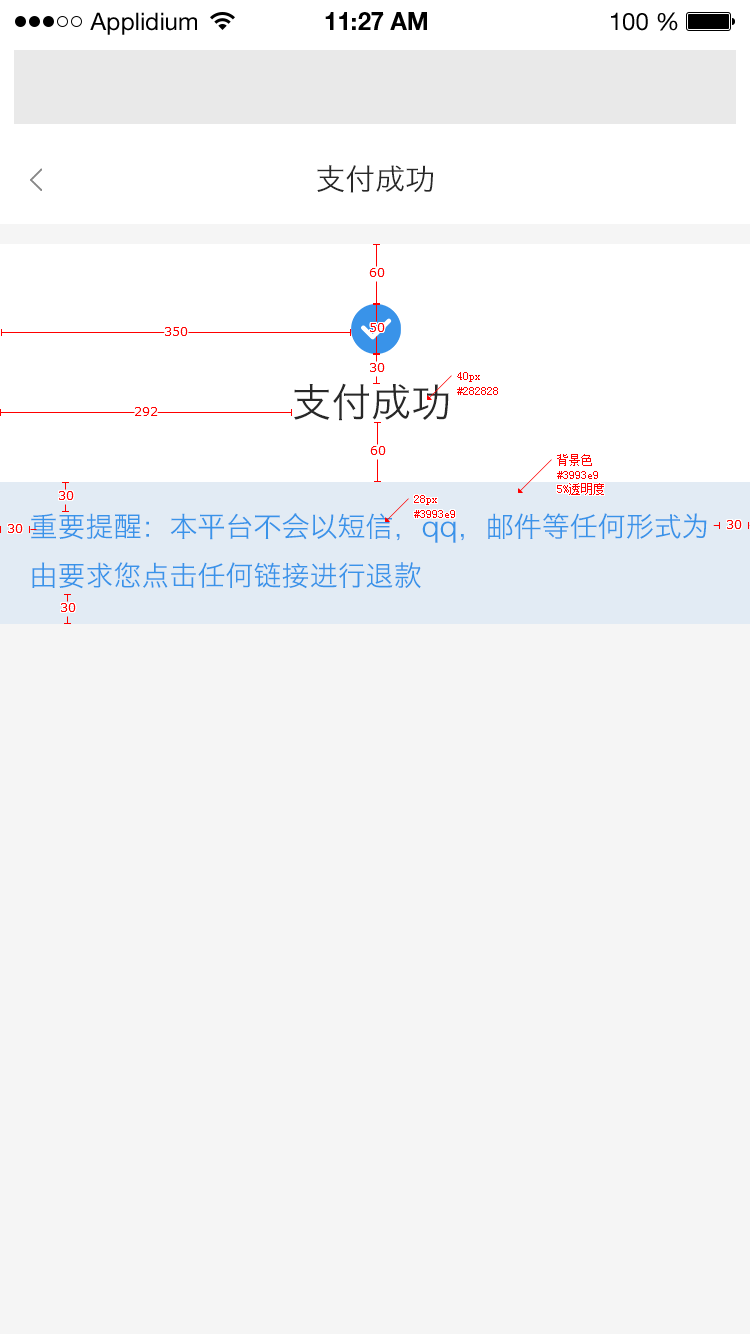 Applidium 11:27 AM 100 %
支付成功
60
350
50
30
40px
#282828
支付成功
292
60
背景色
#3993e9
5%透明度
30
28px
#3993e9
30 重要提醒：本平台不会以短信，qq，邮件等任何形式为 30
由要求您点击任何链接进行退款
30